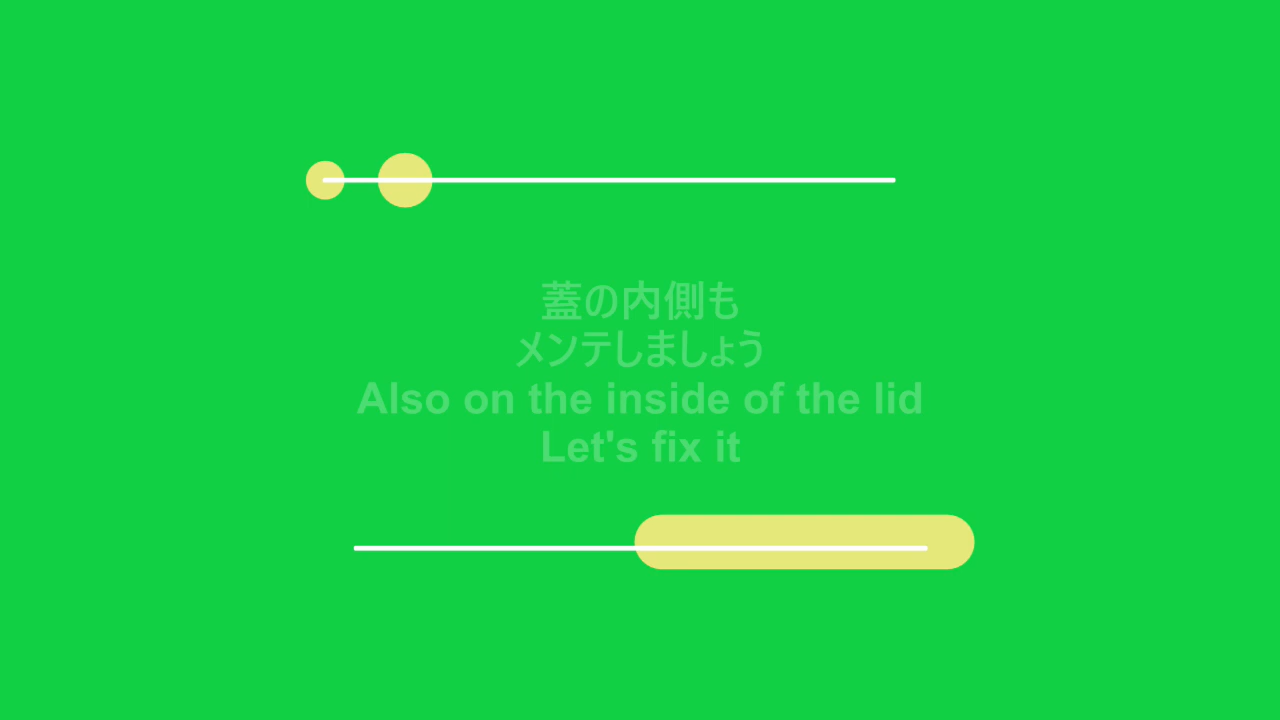 蓋の内側も
メンテしましょう
Also on the inside of the lid
Let's fix it